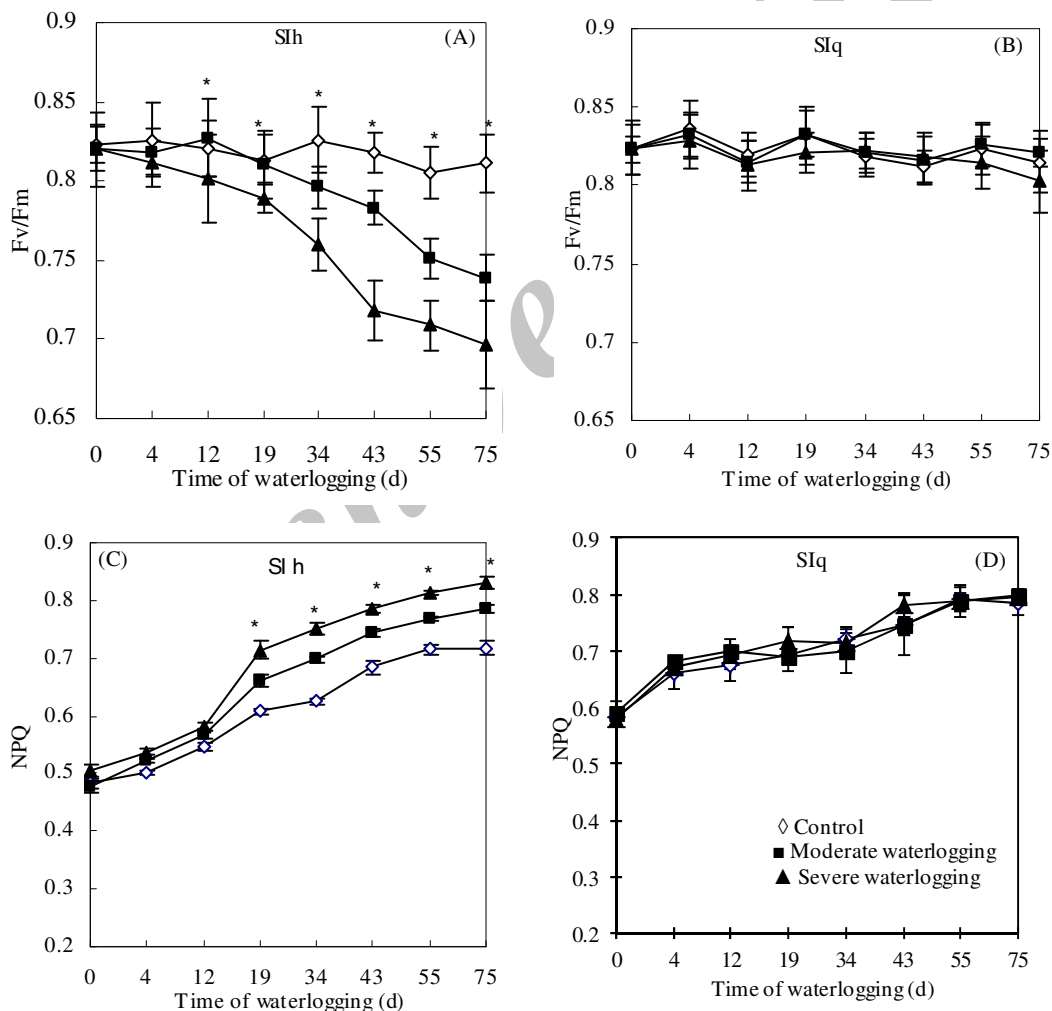 SIh (A)
0.9
0.85
0.8
0.75
0.7
0.65
Fv/Fm
* * * * * * *
0 4 12 19 34 43 55 75
Time of waterlogging (d)
SIq (B)
0.9
0.85
0.8
0.75
0.7
0.65
Fv/Fm
0 4 12 19 34 43 55 75
Time of waterlogging (d)
(C) SI h
0.9
0.8
0.7
0.6
0.5
0.4
0.3
0.2
NPQ
* * * * *
0 4 12 19 34 43 55 75
Time of waterlogging (d)
SIq (D)
0.9
0.8
0.7
0.6
0.5
0.4
0.3
0.2
NPQ
Control
Moderate waterlogging
Severe waterlogging
0 4 12 19 34 43 55 75
Time of waterlogging (d)